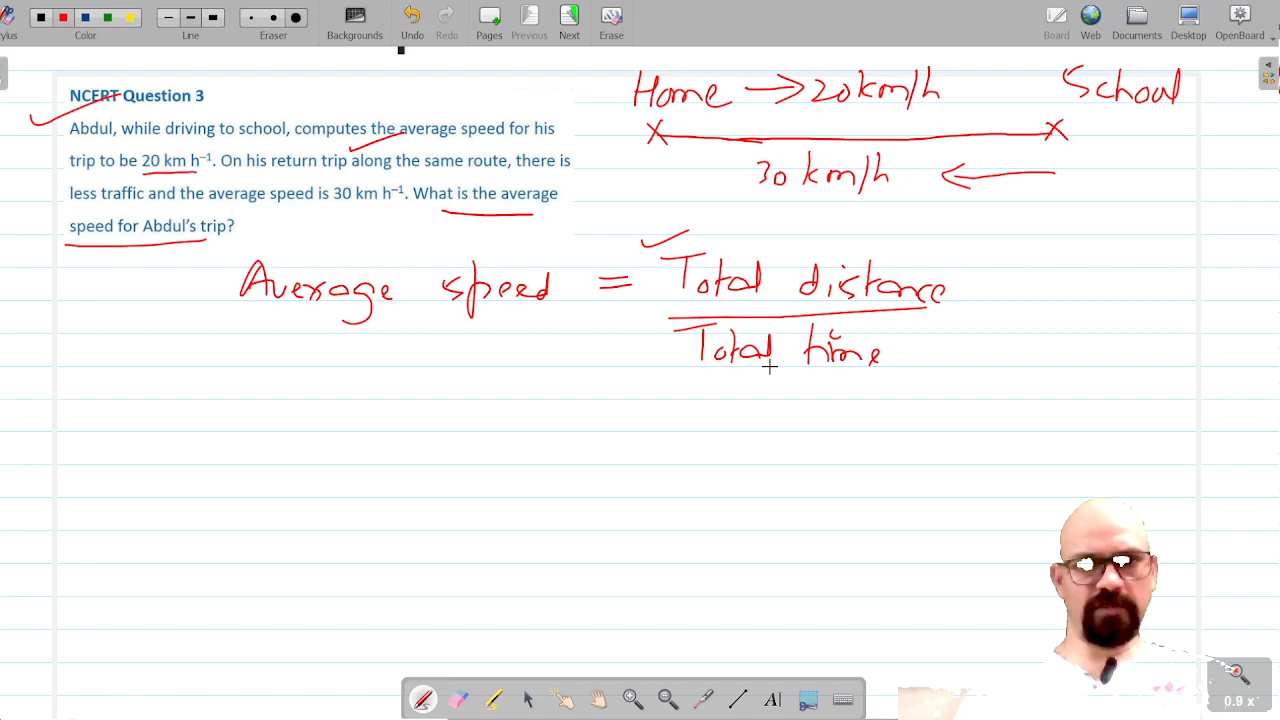 tylus
Color
Line
Eraser
Backgrounds
Undo
Redo
Pages
Previous
Next
Erase
Board
Web
Documents
Desktop
OpenBoard
NCERT Question 3
Abdul, while driving to school, computes the average speed for his
trip to be 20 km h⁻¹. On his return trip along the same route, there is
less traffic and the average speed is 30 km h⁻¹. What is the average
speed for Abdul's trip?
Home → 20 km/h School
30 km/h ←
Average speed = Total distance
Total time
0.9 x